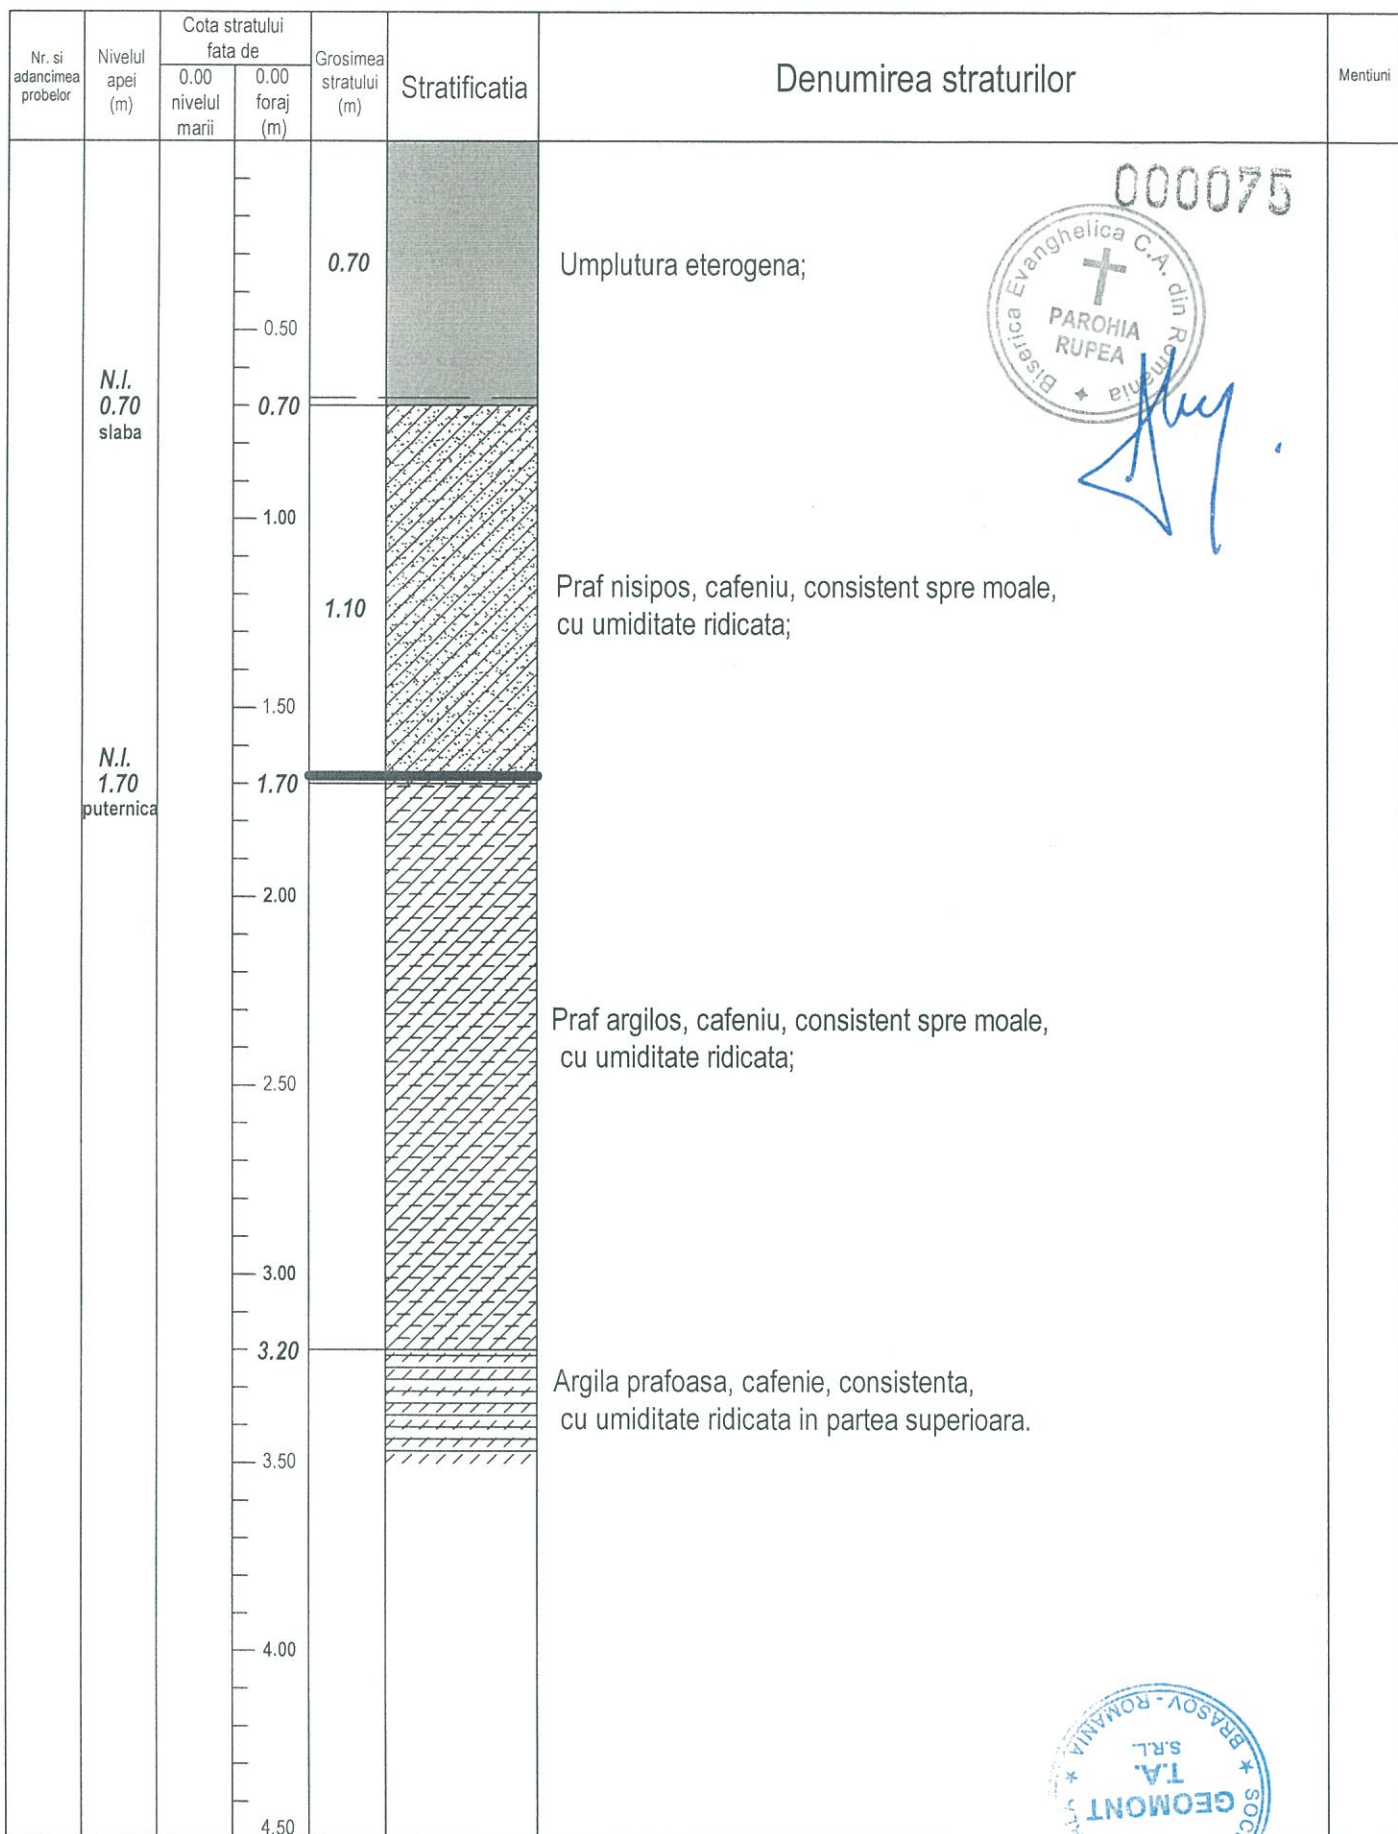 Nr. si
adancimea
probelor
Nivelul
apei
(m)
Cota stratului
fata de
0.00
nivelul
marii
0.00
foraj
(m)
Grosimea
stratului
(m)
Stratificatia
Denumirea straturilor
Mentiuni
000075
Biserica Evanghelica C.A. din Romania
PAROHIA
RUPEA
0.70
Umplutura eterogena;
0.50
N.I.
0.70
slaba
0.70
1.00
1.10
Praf nisipos, cafeniu, consistent spre moale,
cu umiditate ridicata;
1.50
N.I.
1.70
puternica
1.70
2.00
Praf argilos, cafeniu, consistent spre moale,
cu umiditate ridicata;
2.50
3.00
3.20
Argila prafoasa, cafenie, consistenta,
cu umiditate ridicata in partea superioara.
3.50
4.00
4.50
BRASOV - ROMANIA
S.R.L.
T.A.
GEOMONT